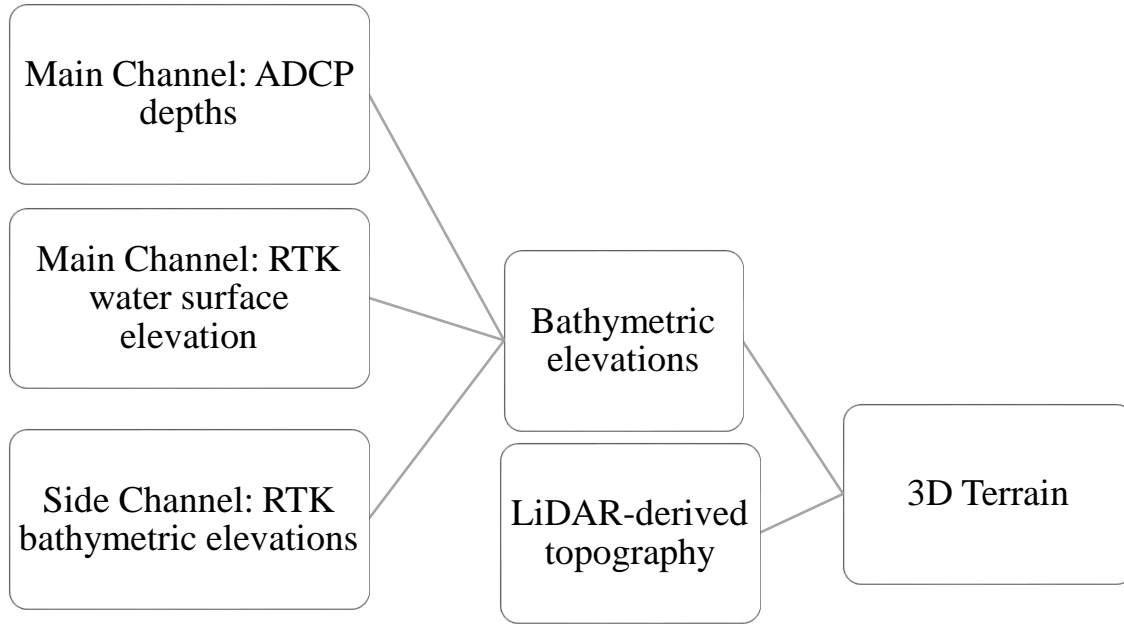 Main Channel: ADCP
depths
Main Channel: RTK
water surface
elevation
Side Channel: RTK
bathymetric elevations
Bathymetric
elevations
LiDAR-derived
topography
3D Terrain